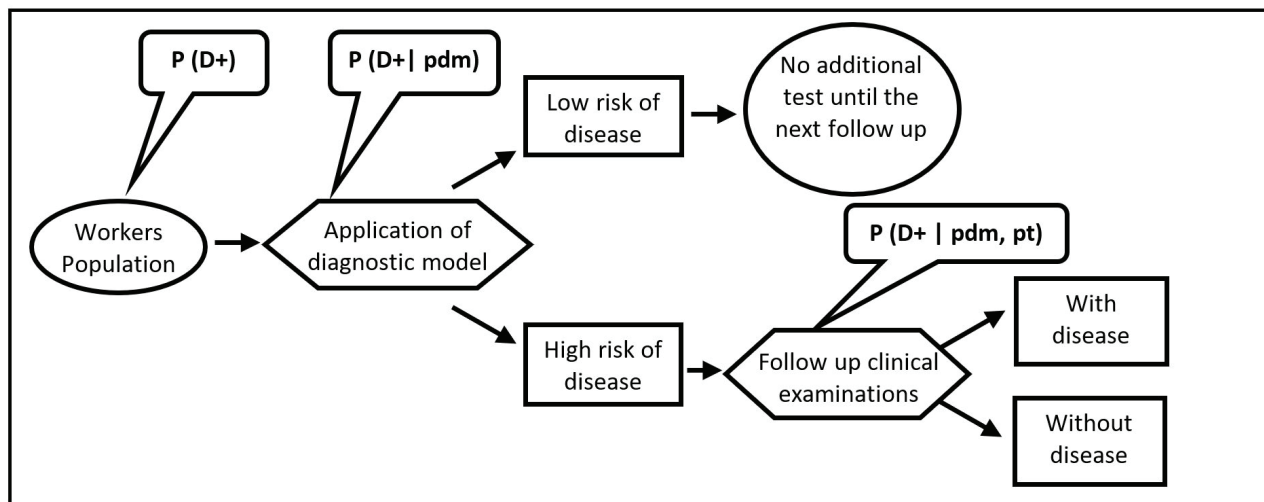 P (D+)
P (D+| pdm)
Low risk of
disease
No additional
test until the
next follow up
Workers
Population
Application of
diagnostic model
P (D+ | pdm, pt)
High risk of
disease
Follow up clinical
examinations
With
disease
Without
disease